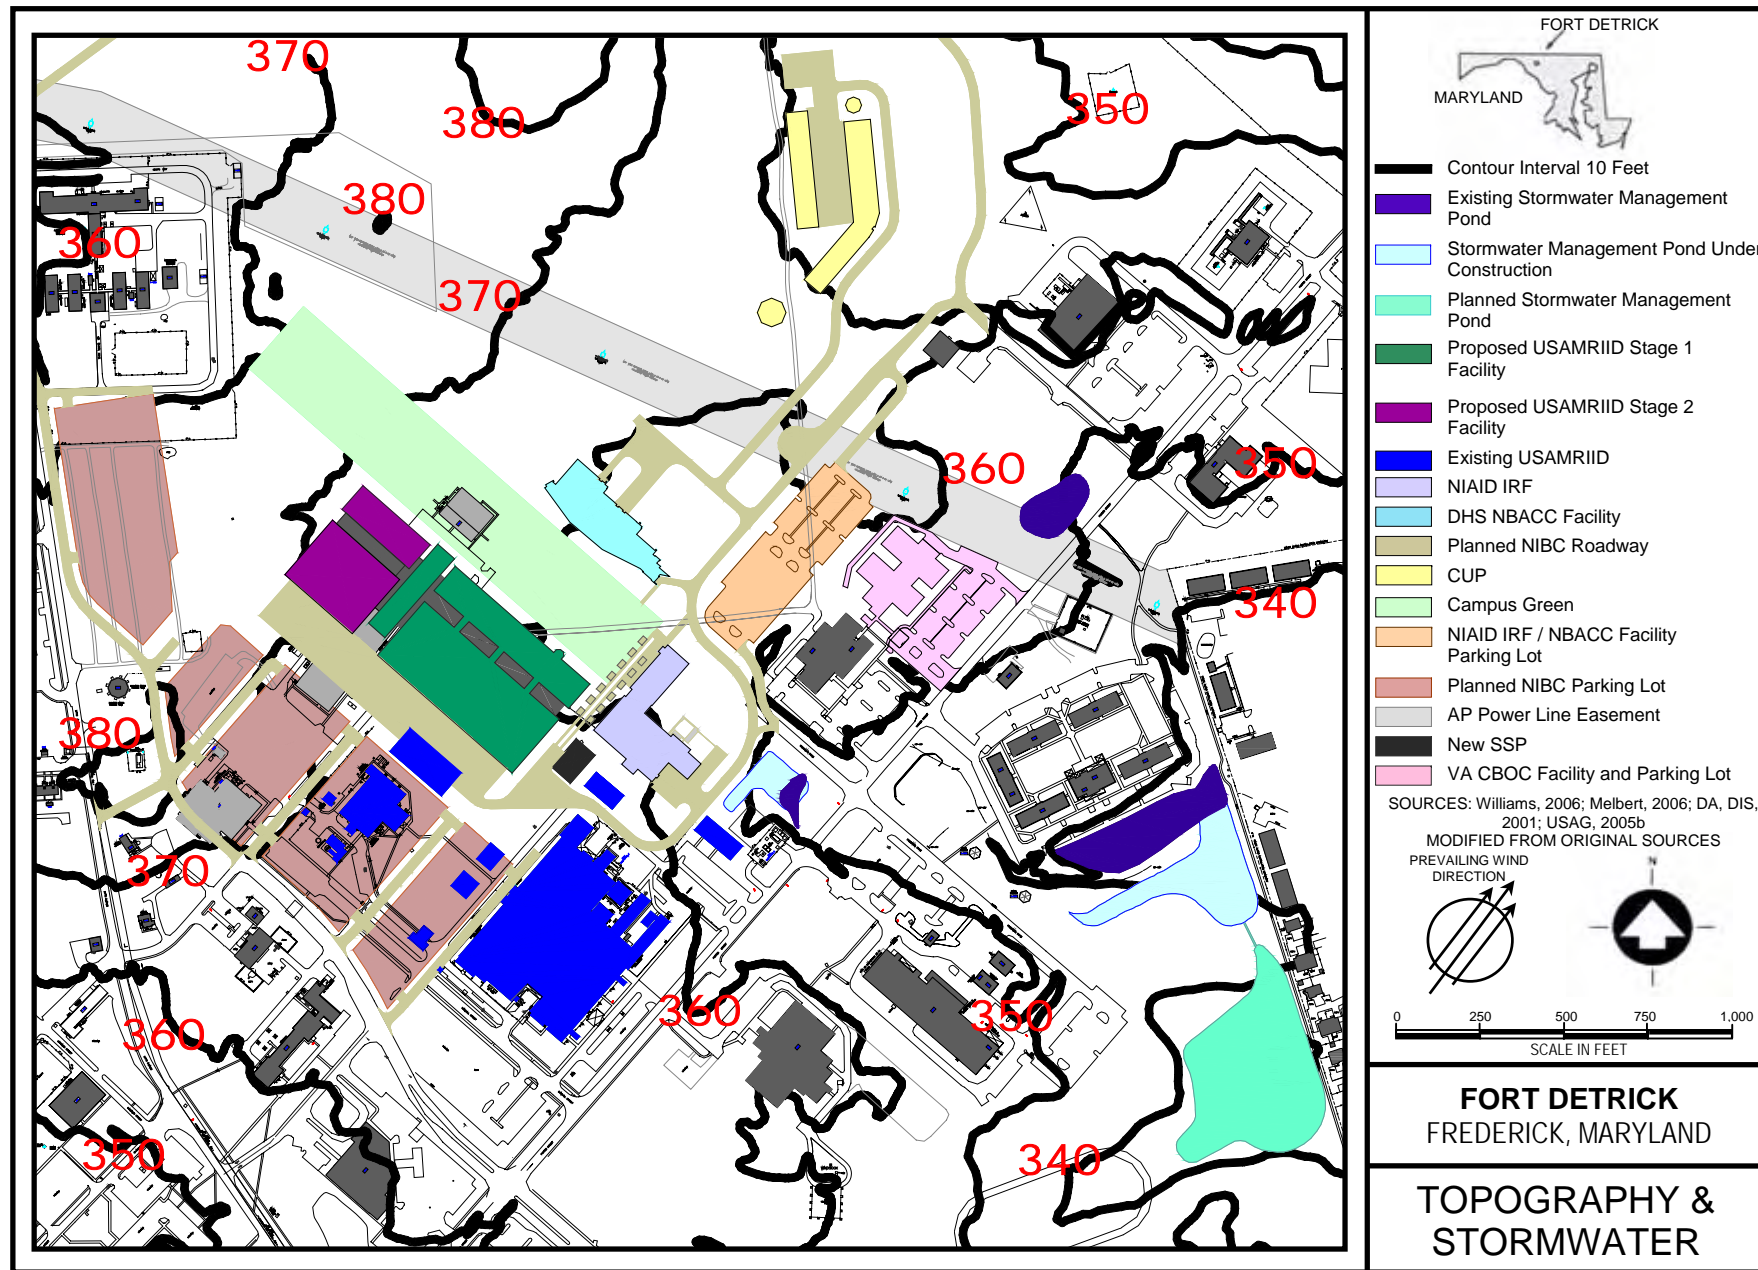 370
380
350
380
360
370
360
350
340
380
370
360
350
360
350
340
FORT DETRICK
MARYLAND
Contour Interval 10 Feet
Existing Stormwater Management
Pond
Stormwater Management Pond Under
Construction
Planned Stormwater Management
Pond
Proposed USAMRIID Stage 1
Facility
Proposed USAMRIID Stage 2
Facility
Existing USAMRIID
NIAID IRF
DHS NBACC Facility
Planned NIBC Roadway
CUP
Campus Green
NIAID IRF / NBACC Facility
Parking Lot
Planned NIBC Parking Lot
AP Power Line Easement
New SSP
VA CBOC Facility and Parking Lot
SOURCES: Williams, 2006; Melbert, 2006; DA, DIS,
2001; USAG, 2005b
MODIFIED FROM ORIGINAL SOURCES
PREVAILING WIND
DIRECTION
N
0 250 500 750 1,000
SCALE IN FEET
FORT DETRICK
FREDERICK, MARYLAND
TOPOGRAPHY &
STORMWATER